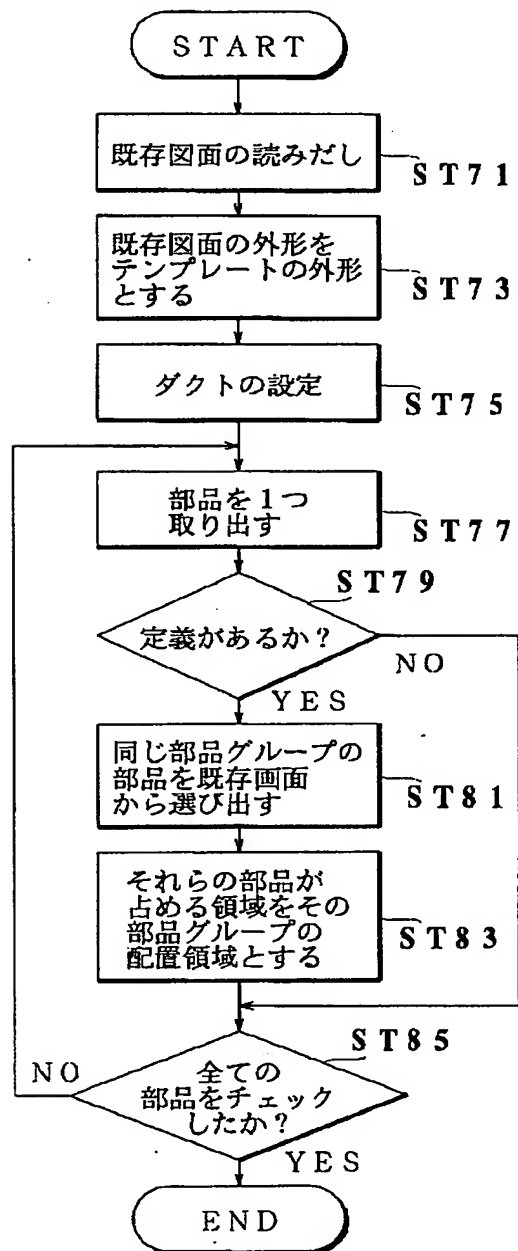 START
既存図面の読みだし
ST71
既存図面の外形を
テンプレートの外形
とする
ST73
ダクトの設定
ST75
部品を1つ
取り出す
ST77
ST79
定義があるか?
NO
YES
同じ部品グループの
部品を既存画面
から選び出す
ST81
それらの部品が
占める領域をその
部品グループの
配置領域とする
ST83
ST85
NO
全ての
部品をチェック
したか?
YES
END